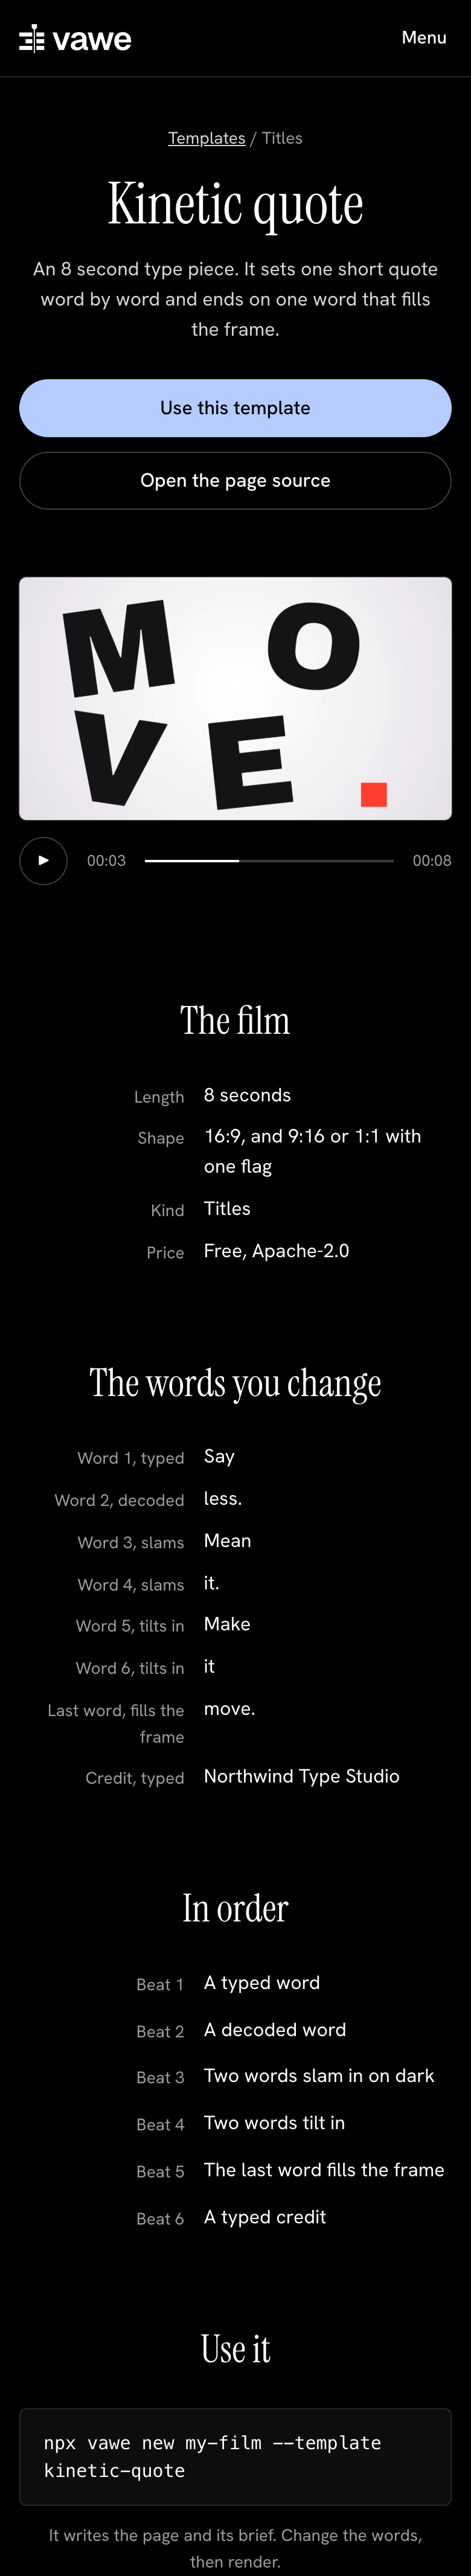 vawe
Menu
Templates / Titles
Kinetic quote
An 8 second type piece. It sets one short quote
word by word and ends on one word that fills
the frame.
Use this template
Open the page source
M O
V E .
00:03
00:08
The film
Length 8 seconds
Shape 16:9, and 9:16 or 1:1 with
one flag
Kind Titles
Price Free, Apache-2.0
The words you change
Word 1, typed Say
Word 2, decoded less.
Word 3, slams Mean
Word 4, slams it.
Word 5, tilts in Make
Word 6, tilts in it
Last word, fills the
frame
move.
Credit, typed Northwind Type Studio
In order
Beat 1 A typed word
Beat 2 A decoded word
Beat 3 Two words slam in on dark
Beat 4 Two words tilt in
Beat 5 The last word fills the frame
Beat 6 A typed credit
Use it
npx vawe new my-film --template
kinetic-quote
It writes the page and its brief. Change the words,
then render.